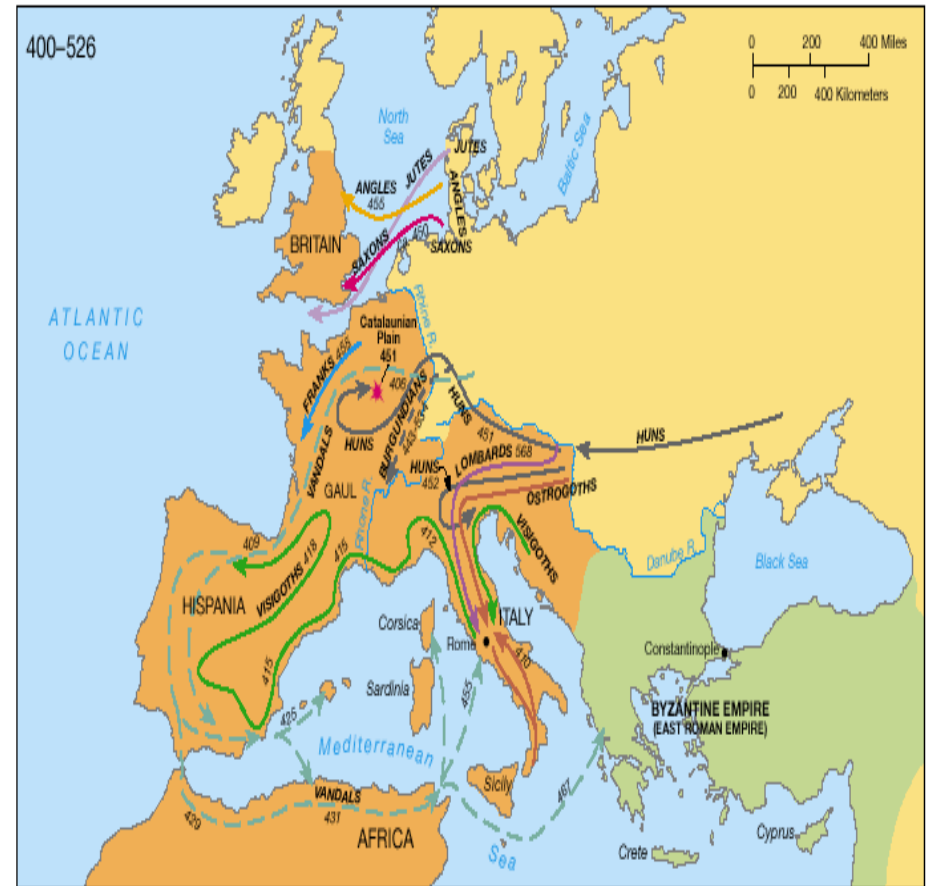 400–526
0 200 400 Miles
0 200 400 Kilometers
North
Sea
Baltic Sea
JUTES
JUTES
ANGLES
455
ANGLES
SAXONS
ca. 450
SAXONS
BRITAIN
ATLANTIC
OCEAN
Rhine R.
Catalaunian
Plain
451
FRANKS 455
406
HUNS
BURGUNDIANS
443–534
HUNS
451
HUNS
VANDALS
GAUL
HUNS
452
LOMBARDS 568
OSTROGOTHS
VISIGOTHS
Rhone R.
409
VISIGOTHS 418
415
412
Danube R.
Black Sea
HISPANIA
Corsica
ITALY
Rome
410
Constantinople
415
Sardinia
455
BYZANTINE EMPIRE
(EAST ROMAN EMPIRE)
425
Mediterranean
Sea
Sicily
467
VANDALS
431
429
AFRICA
Crete
Cyprus